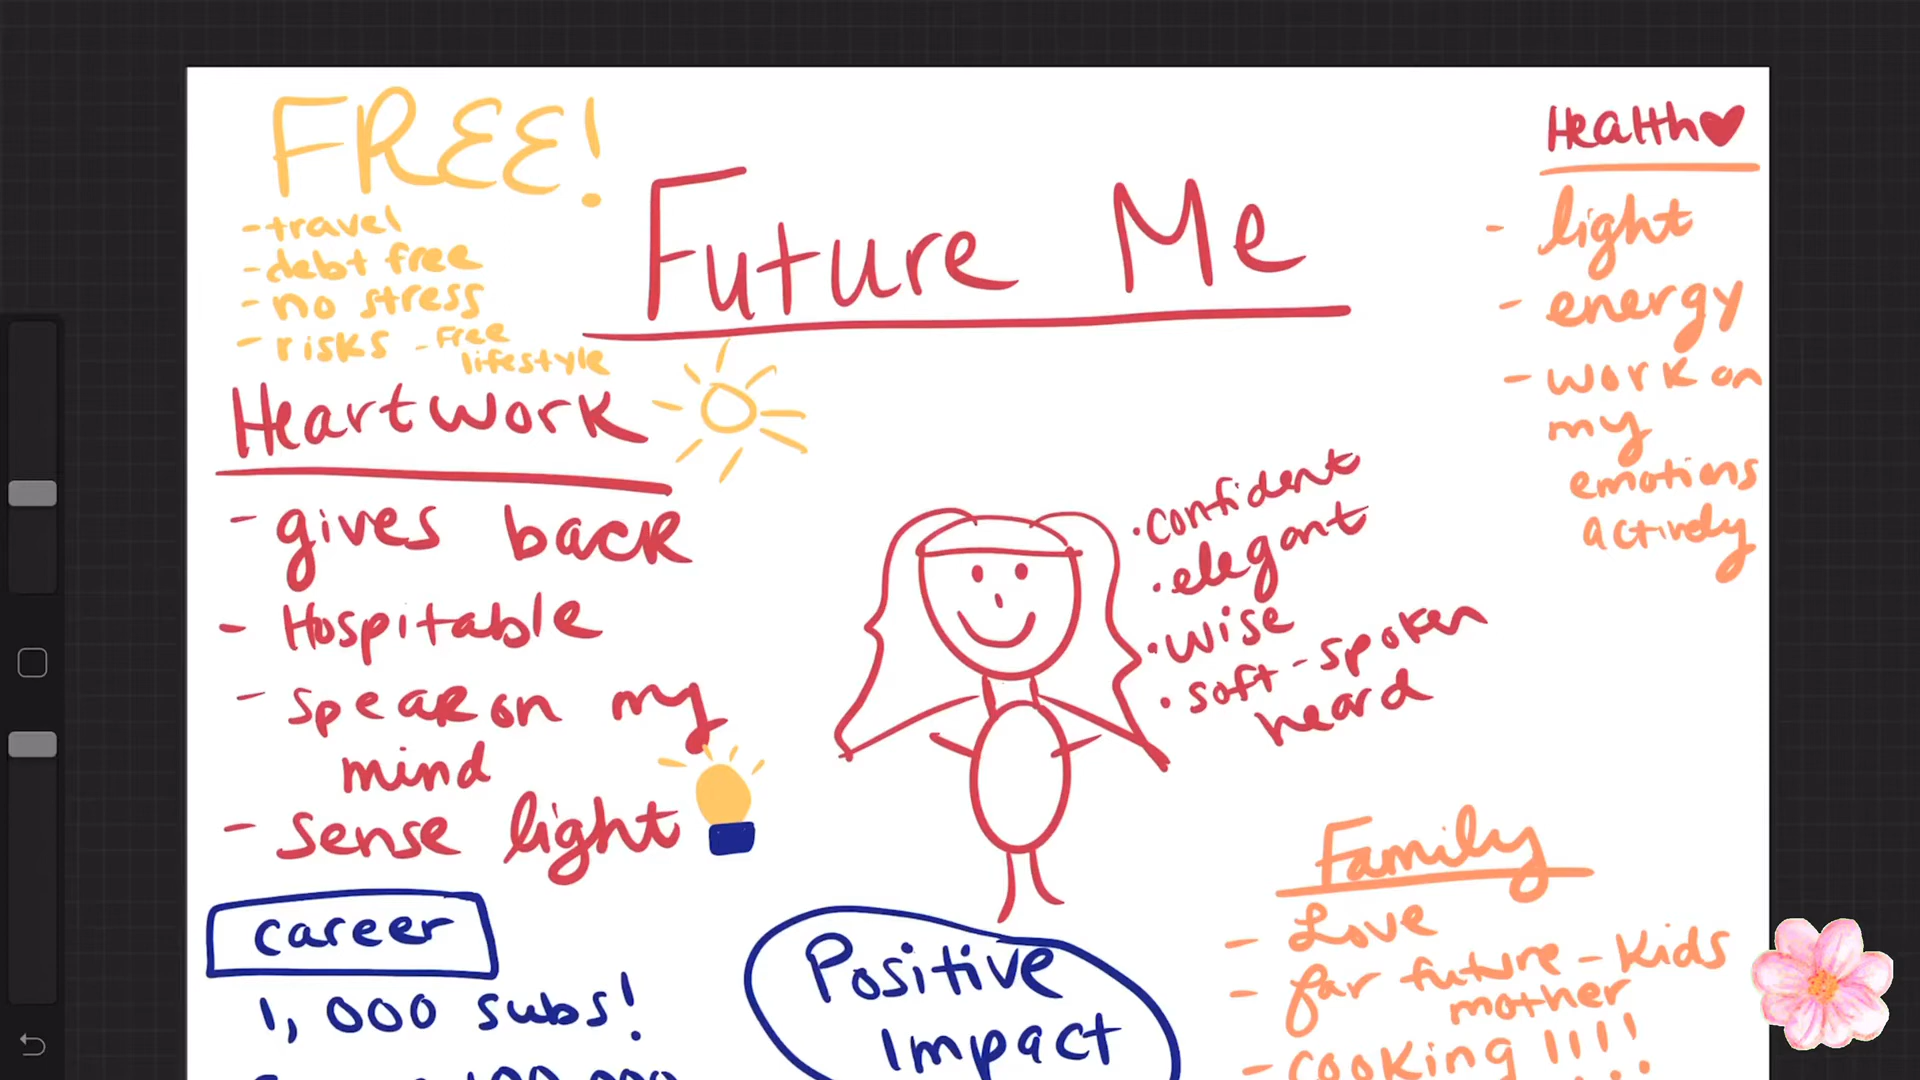 FREE!
-travel
-debt free
-no stress
-risks -Free
lifestyle
Future Me
Health
- light
- energy
- work on
my
emotions
actively
Heartwork
- gives back
- Hospitable
- speak on my
mind
- sense light
• confident
• elegant
• wise
• soft-spoken
heard
career
1,000 subs!
Positive
Impact
Family
- Love
- far future - Kids
mother
- cooking !!!!